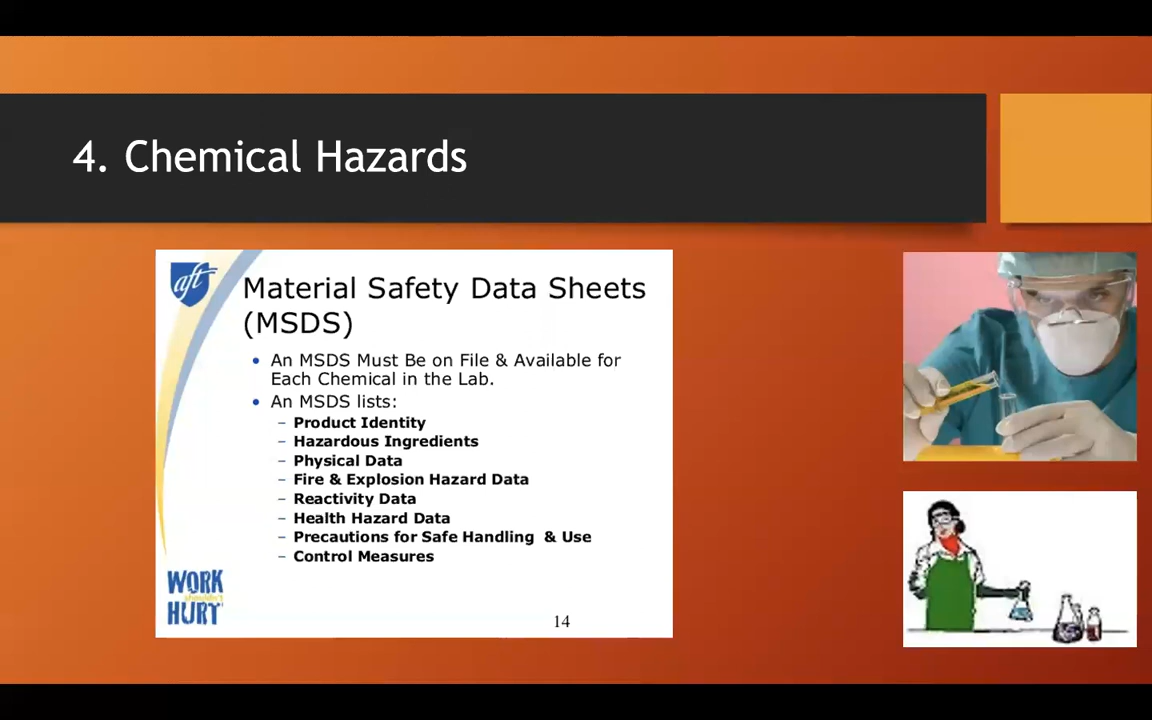 4. Chemical Hazards
aft
Material Safety Data Sheets
(MSDS)
• An MSDS Must Be on File & Available for
Each Chemical in the Lab.
• An MSDS lists:
– Product Identity
– Hazardous Ingredients
– Physical Data
– Fire & Explosion Hazard Data
– Reactivity Data
– Health Hazard Data
– Precautions for Safe Handling & Use
– Control Measures
WORK
shouldn't
HURT
14